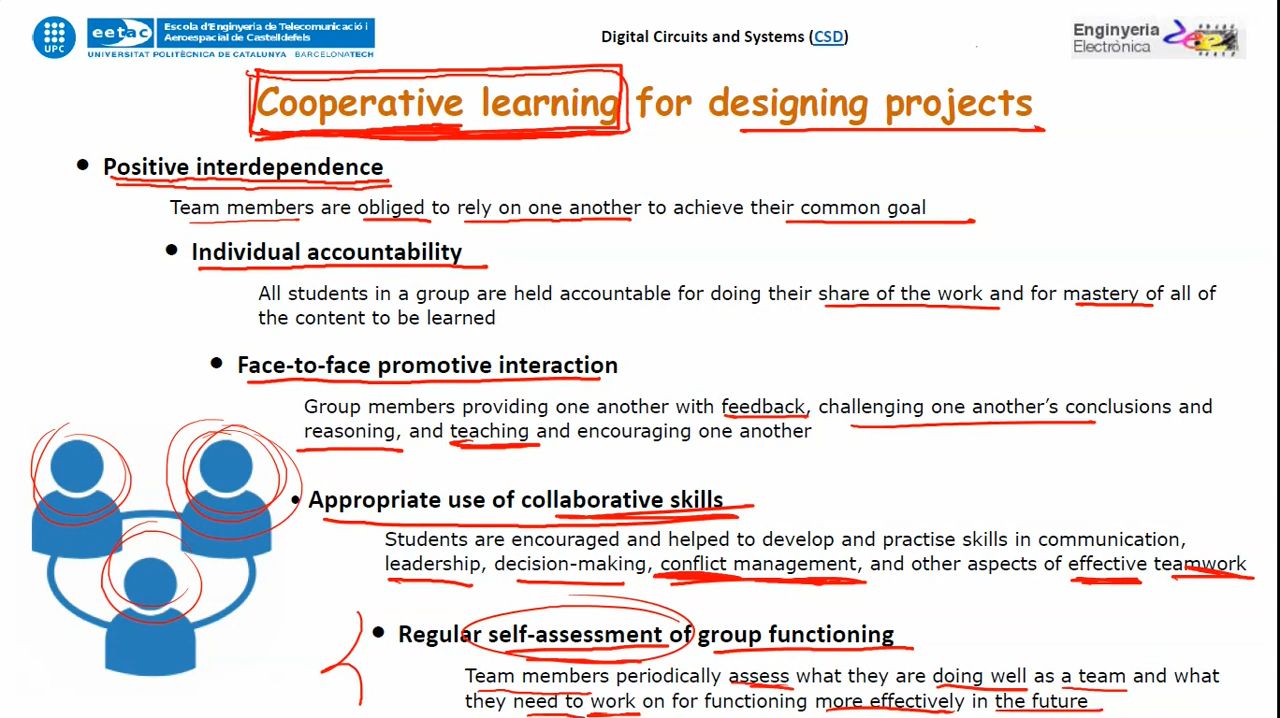 UPC
eetac
Escola d'Enginyeria de Telecomunicació i
Aeroespacial de Castelldefels
UNIVERSITAT POLITÈCNICA DE CATALUNYA BARCELONATECH
Digital Circuits and Systems (CSD)
Enginyeria
Electrònica
Cooperative learning for designing projects
• Positive interdependence
Team members are obliged to rely on one another to achieve their common goal
• Individual accountability
All students in a group are held accountable for doing their share of the work and for mastery of all of
the content to be learned
• Face-to-face promotive interaction
Group members providing one another with feedback, challenging one another's conclusions and
reasoning, and teaching and encouraging one another
• Appropriate use of collaborative skills
Students are encouraged and helped to develop and practise skills in communication,
leadership, decision-making, conflict management, and other aspects of effective teamwork
• Regular self-assessment of group functioning
Team members periodically assess what they are doing well as a team and what
they need to work on for functioning more effectively in the future